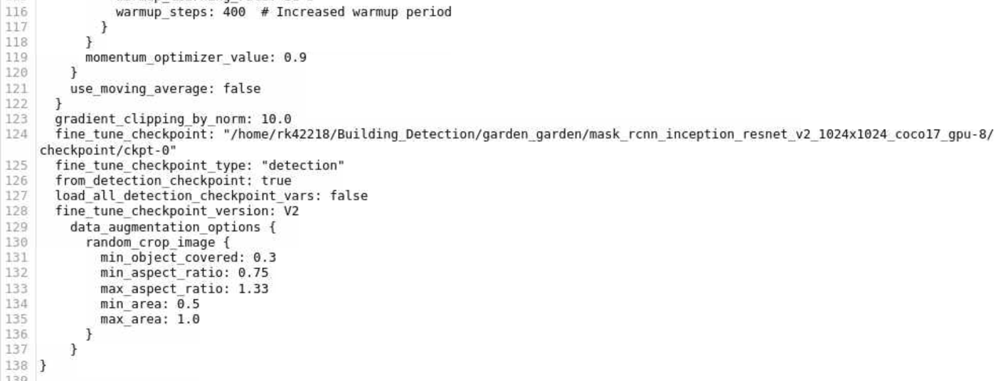 116 warmup_steps: 400  # Increased warmup period
117 }
118 }
119 momentum_optimizer_value: 0.9
120 }
121 use_moving_average: false
122 }
123 gradient_clipping_by_norm: 10.0
124 fine_tune_checkpoint: "/home/rk42218/Building_Detection/garden_garden/mask_rcnn_inception_resnet_v2_1024x1024_coco17_gpu-8/
checkpoint/ckpt-0"
125 fine_tune_checkpoint_type: "detection"
126 from_detection_checkpoint: true
127 load_all_detection_checkpoint_vars: false
128 fine_tune_checkpoint_version: V2
129 data_augmentation_options {
130 random_crop_image {
131 min_object_covered: 0.3
132 min_aspect_ratio: 0.75
133 max_aspect_ratio: 1.33
134 min_area: 0.5
135 max_area: 1.0
136 }
137 }
138 }
139